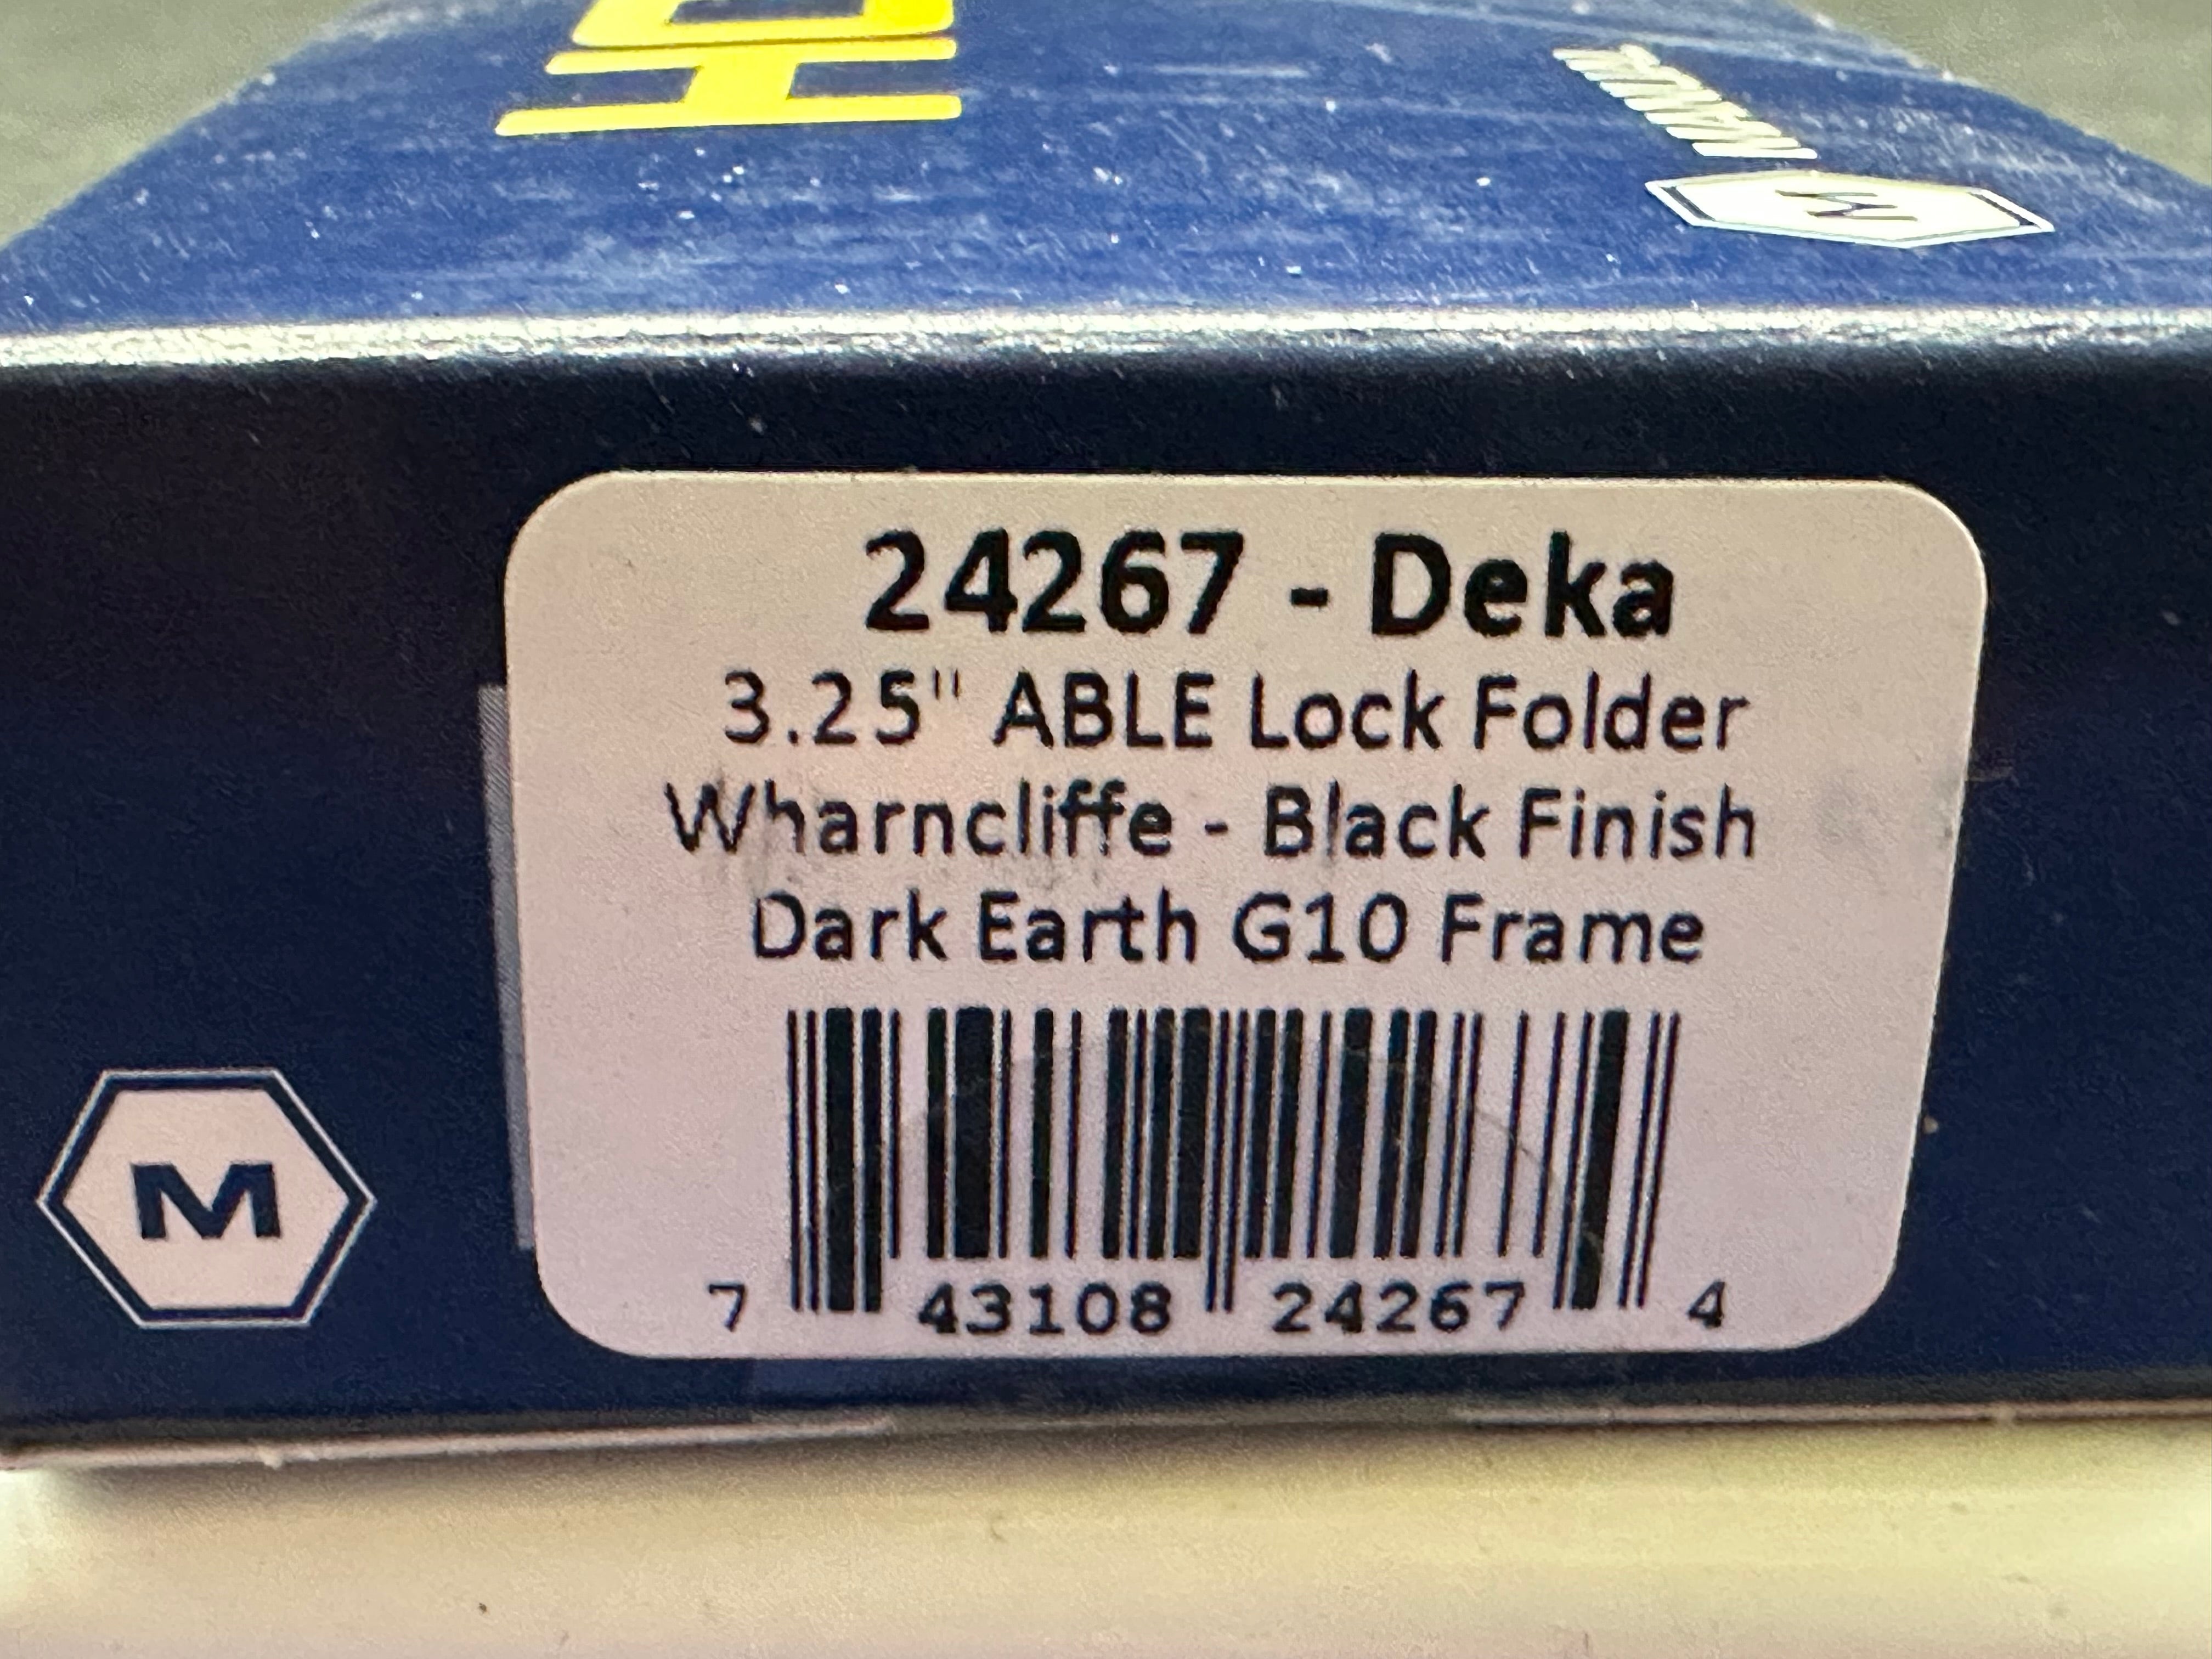 M
24267 - Deka
3.25" ABLE Lock Folder
Wharncliffe - Black Finish
Dark Earth G10 Frame
7 43108 24267 4
M